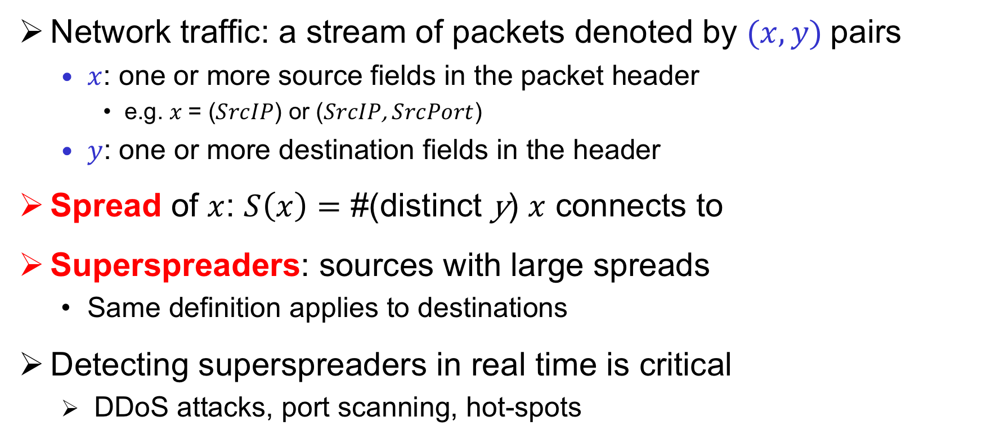 ➢ Network traffic: a stream of packets denoted by (x, y) pairs
• x: one or more source fields in the packet header
• e.g. x = (SrcIP) or (SrcIP, SrcPort)
• y: one or more destination fields in the header
➢ Spread of x: S(x) = #(distinct y) x connects to
➢ Superspreaders: sources with large spreads
• Same definition applies to destinations
➢ Detecting superspreaders in real time is critical
➢ DDoS attacks, port scanning, hot-spots